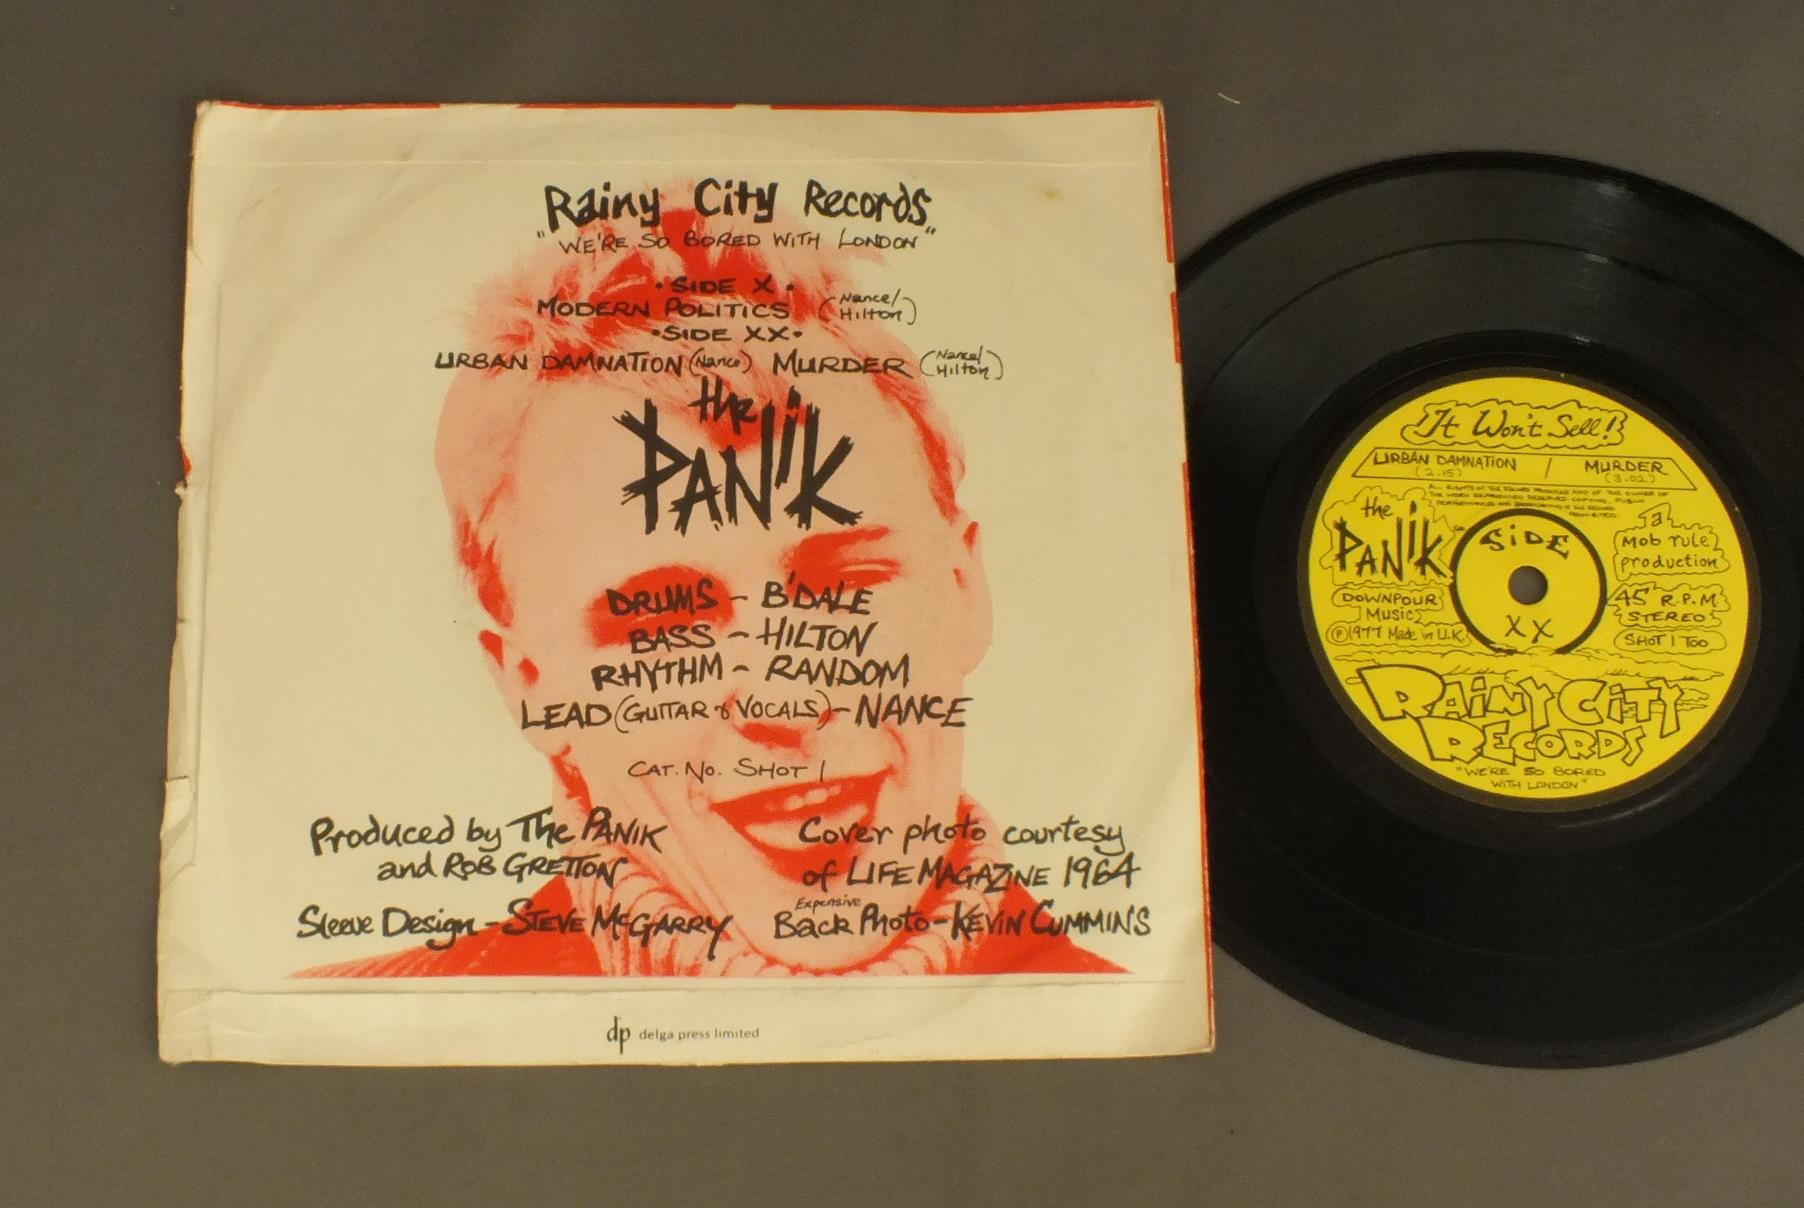 Rainy City Records
"WE'RE SO BORED WITH LONDON"
• SIDE X •
MODERN POLITICS (Nance/Hilton)
• SIDE XX •
URBAN DAMNATION (Nance) MURDER (Nance/Hilton)
the
PANiK
DRUMS – B'DALE
BASS – HILTON
RHYTHM – RANDOM
LEAD (GUITAR & VOCALS) – NANCE
CAT. No. SHOT 1
Produced by The PANiK
and ROB GRETTON
Cover photo courtesy
of LIFE MAGAZINE 1964
Sleeve Design – STEVE McGARRY
Expensive
Back Photo – KEVIN CUMMINS
dp delga press limited
It Won't Sell!
URBAN DAMNATION / MURDER
(2.15) (3.02)
the
PANiK
SiDE
XX
a
Mob rule
production
DOWNPOUR
MUSIC
Ⓟ1977 Made in U.K.
45 R.P.M.
STEREO
SHOT 1 TOO
RAiNY CiTY
RECORDS
"WE'RE SO BORED
WITH LONDON"